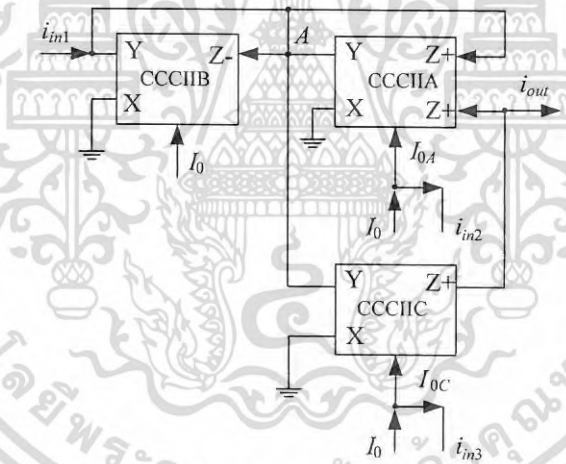 i_in1
Y
Z-
CCCIIB
X
I_0
A
Y
Z+
CCCIIA
X
Z+
i_out
I_0A
I_0
i_in2
Y
Z+
CCCIIC
X
I_0C
I_0
i_in3